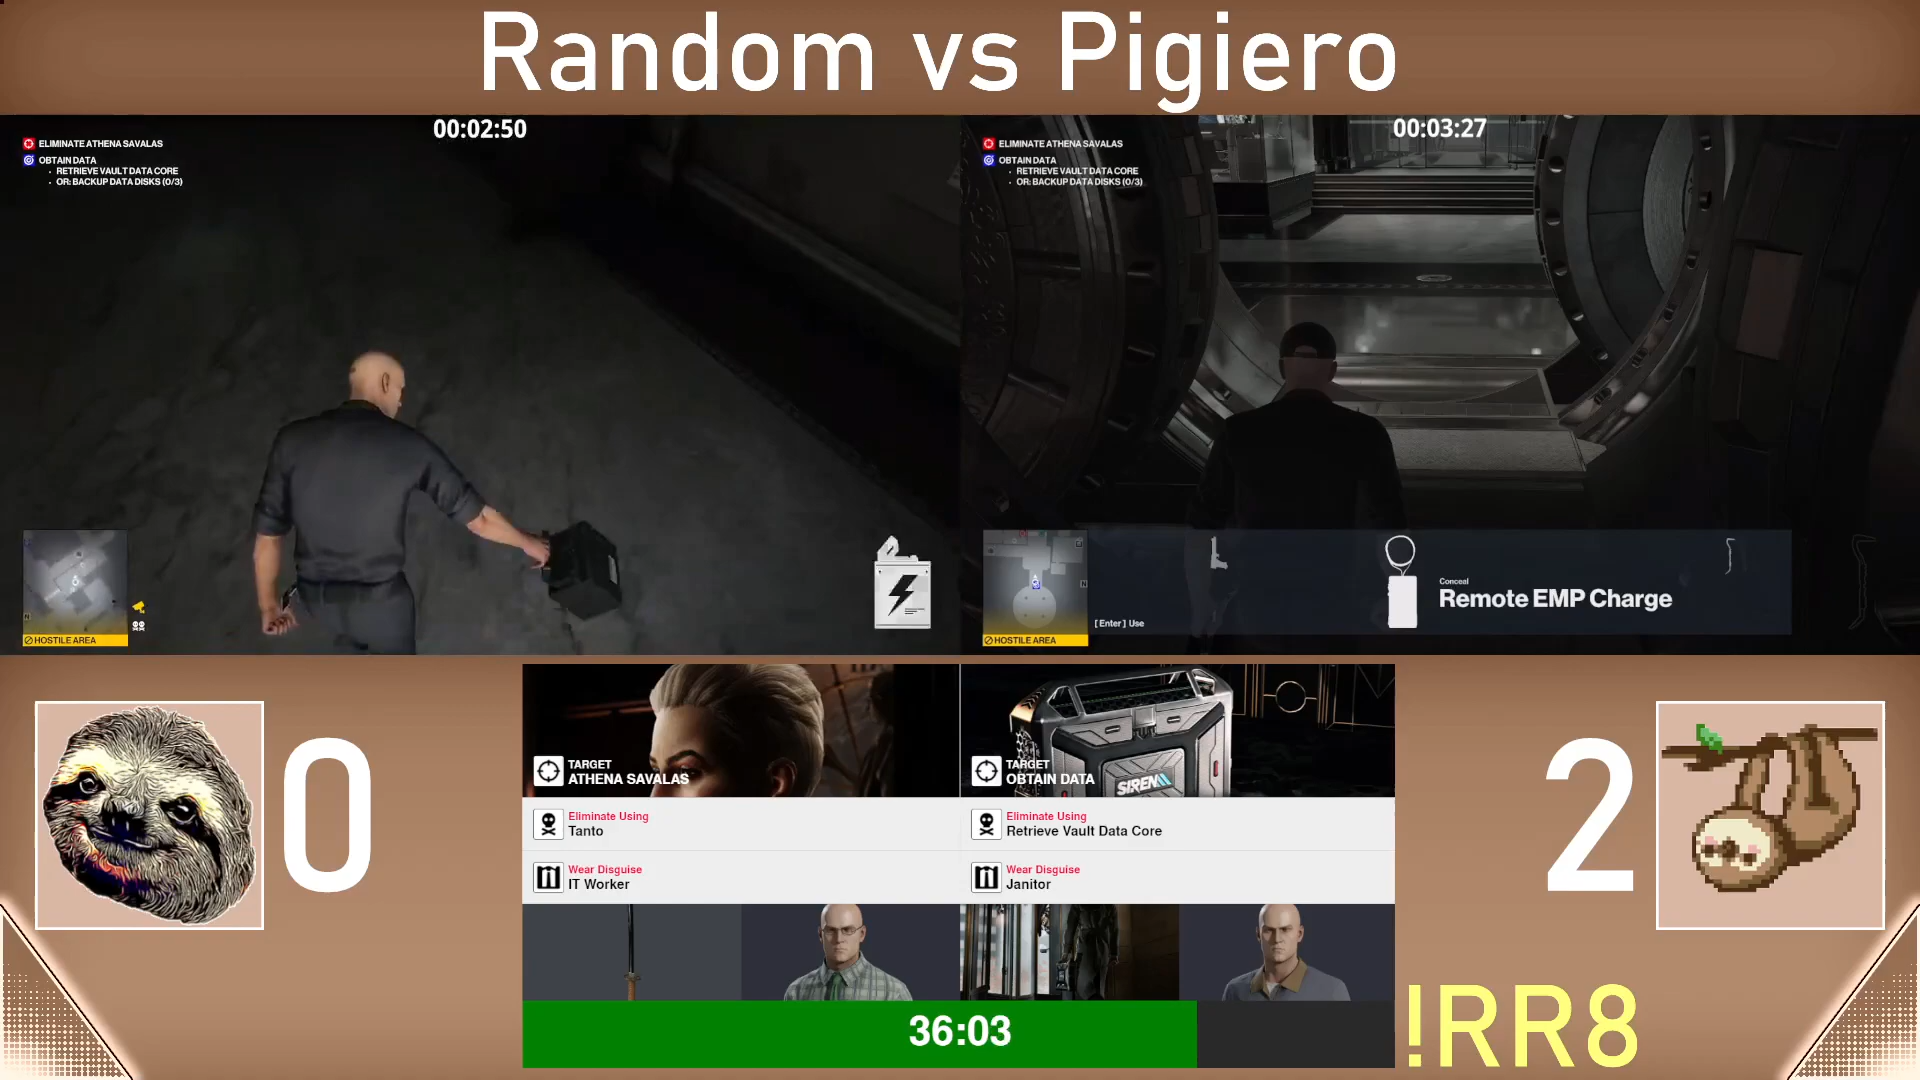 Random vs Pigiero
00:02:50
ELIMINATE ATHENA SAVALAS
OBTAIN DATA
RETRIEVE VAULT DATA CORE
OR: BACKUP DATA DISKS (0/3)
HOSTILE AREA
00:03:27
ELIMINATE ATHENA SAVALAS
OBTAIN DATA
RETRIEVE VAULT DATA CORE
OR: BACKUP DATA DISKS (0/3)
HOSTILE AREA
[Enter] Use
Conceal
Remote EMP Charge
0
TARGET
ATHENA SAVALAS
Eliminate Using
Tanto
Wear Disguise
IT Worker
TARGET
OBTAIN DATA
SIREN
Eliminate Using
Retrieve Vault Data Core
Wear Disguise
Janitor
36:03
2
!RR8